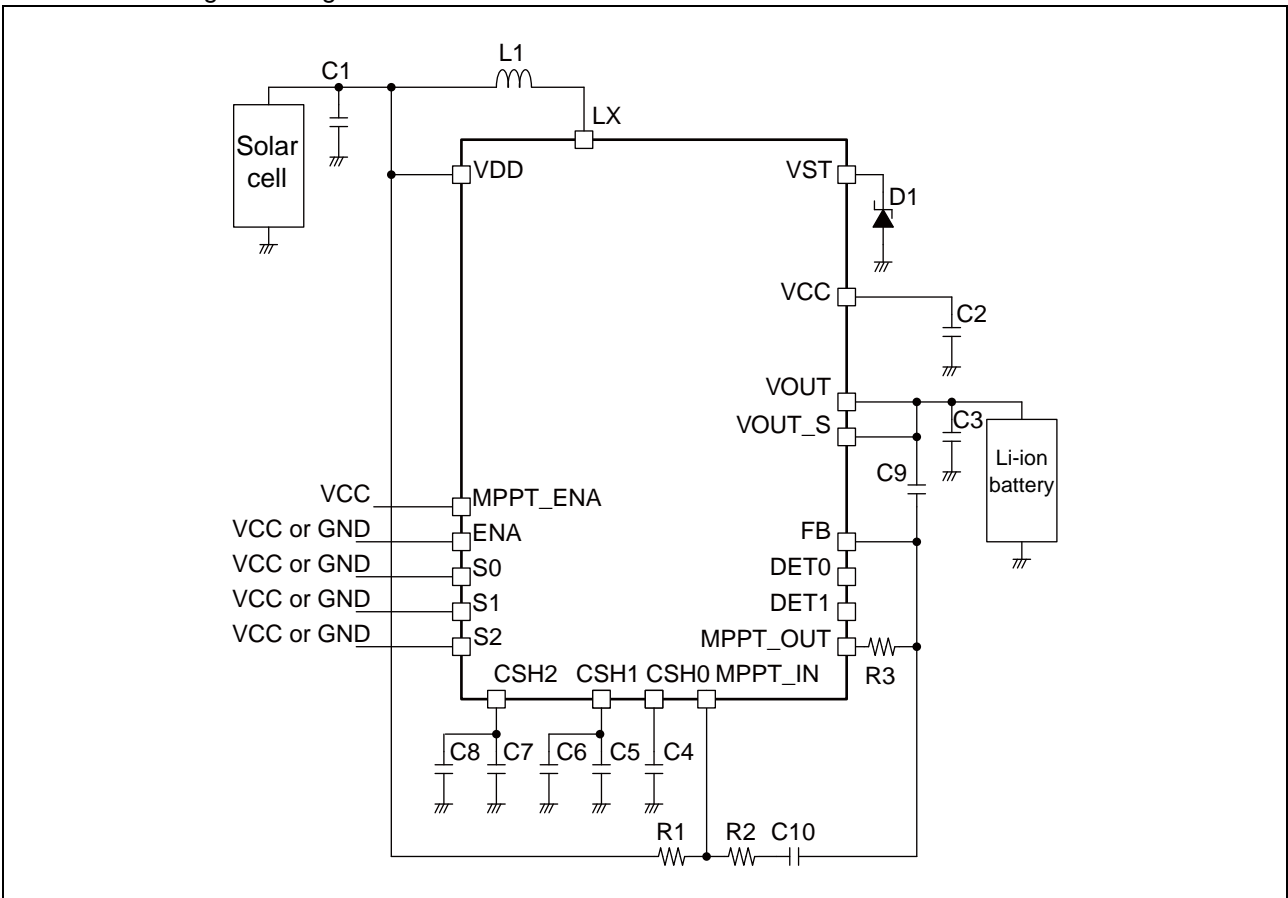 L1
C1
LX
Solar
cell
VDD
VST
D1
VCC
C2
VOUT
VOUT_S
C3
C9
Li-ion
battery
VCC
MPPT_ENA
VCC or GND
ENA
FB
VCC or GND
S0
DET0
VCC or GND
S1
DET1
VCC or GND
S2
MPPT_OUT
R3
CSH2 CSH1 CSH0 MPPT_IN
C8 C7 C6 C5 C4
R1 R2 C10